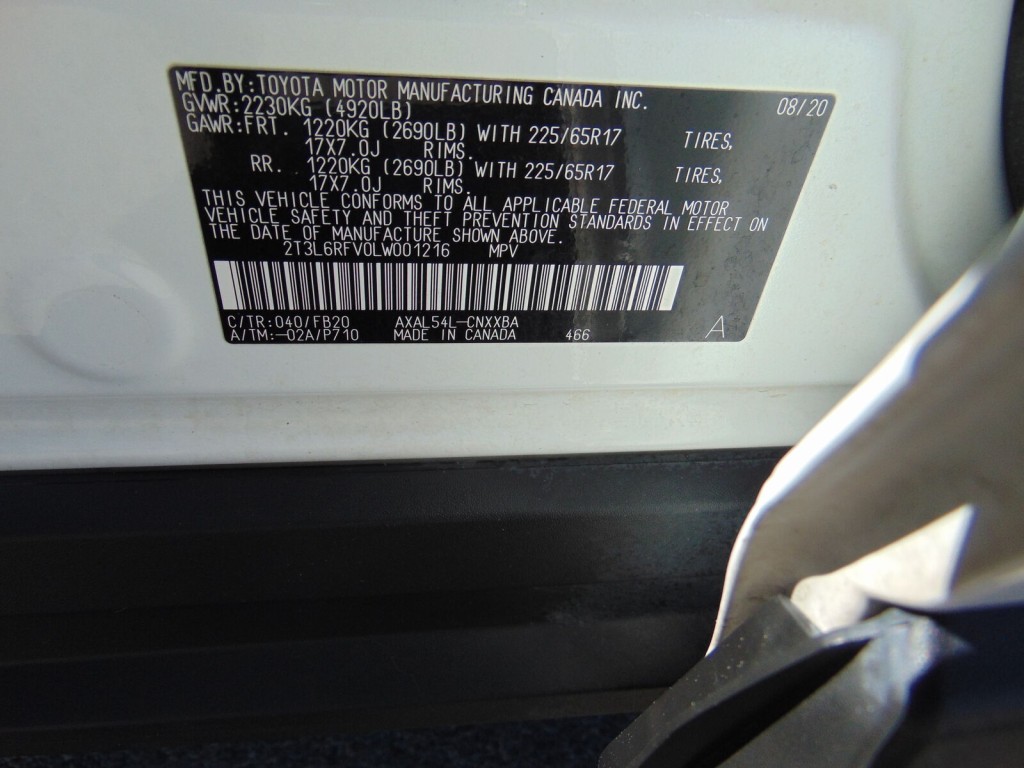 MFD.BY:TOYOTA MOTOR MANUFACTURING CANADA INC. 08/20
GVWR:2230KG (4920LB)
GAWR:FRT. 1220KG (2690LB) WITH 225/65R17 TIRES,
17X7.0J RIMS.
RR. 1220KG (2690LB) WITH 225/65R17 TIRES,
17X7.0J RIMS.
THIS VEHICLE CONFORMS TO ALL APPLICABLE FEDERAL MOTOR
VEHICLE SAFETY AND THEFT PREVENTION STANDARDS IN EFFECT ON
THE DATE OF MANUFACTURE SHOWN ABOVE.
2T3L6RFV0LW001216 MPV
C/TR:040/FB20 AXAL54L-CNXXBA A
A/TM:-02A/P710 MADE IN CANADA 466